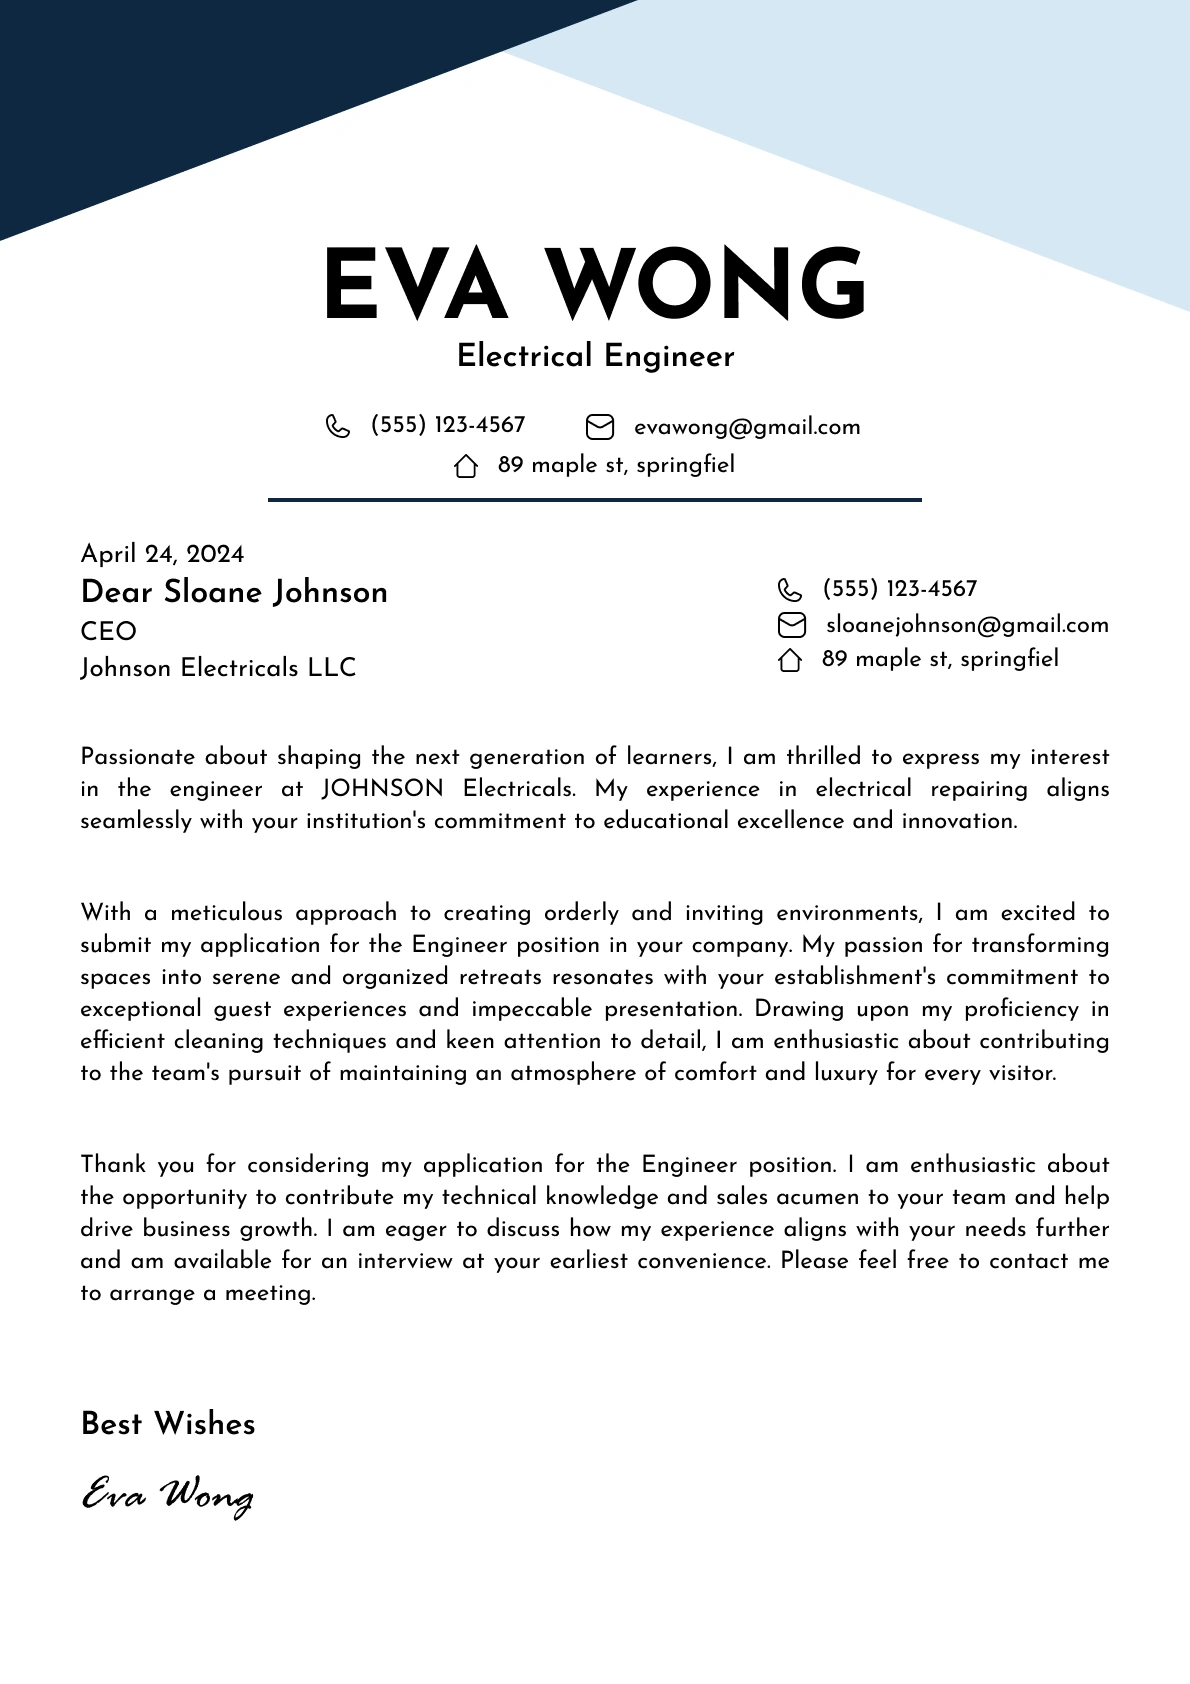 EVA WONG
Electrical Engineer
(555) 123-4567
evawong@gmail.com
89 maple st, springfiel
April 24, 2024
Dear Sloane Johnson
CEO
Johnson Electricals LLC
(555) 123-4567
sloanejohnson@gmail.com
89 maple st, springfiel
Passionate about shaping the next generation of learners, I am thrilled to express my interest
in the engineer at JOHNSON Electricals. My experience in electrical repairing aligns
seamlessly with your institution's commitment to educational excellence and innovation.
With a meticulous approach to creating orderly and inviting environments, I am excited to
submit my application for the Engineer position in your company. My passion for transforming
spaces into serene and organized retreats resonates with your establishment's commitment to
exceptional guest experiences and impeccable presentation. Drawing upon my proficiency in
efficient cleaning techniques and keen attention to detail, I am enthusiastic about contributing
to the team's pursuit of maintaining an atmosphere of comfort and luxury for every visitor.
Thank you for considering my application for the Engineer position. I am enthusiastic about
the opportunity to contribute my technical knowledge and sales acumen to your team and help
drive business growth. I am eager to discuss how my experience aligns with your needs further
and am available for an interview at your earliest convenience. Please feel free to contact me
to arrange a meeting.
Best Wishes
Eva Wong